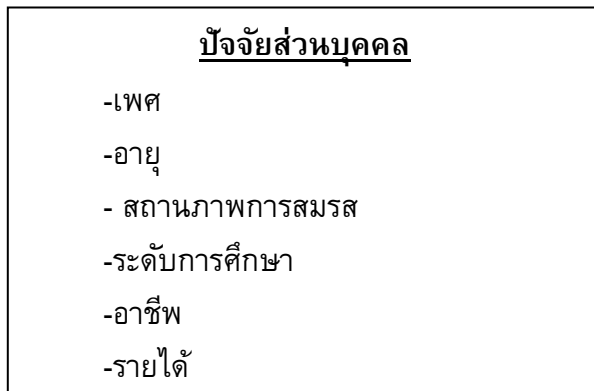 ปัจจัยส่วนบุคคล
-เพศ
-อายุ
- สถานภาพการสมรส
-ระดับการศึกษา
-อาชีพ
-รายได้